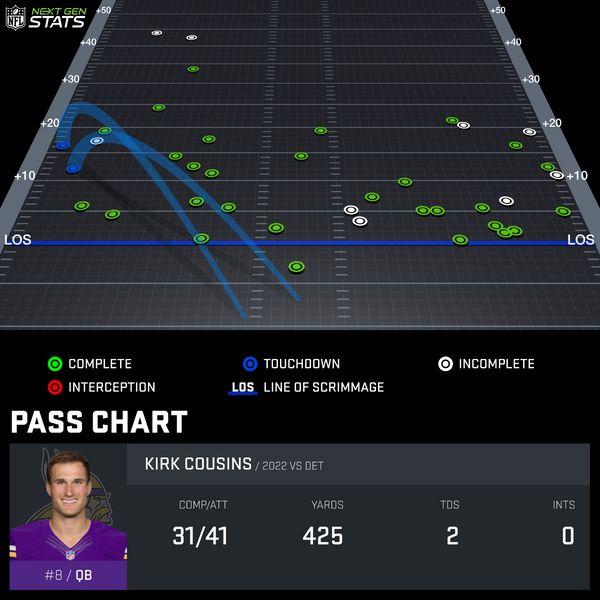 NFL NEXT GEN STATS
+50 +50
+40 +40
+30 +30
+20 +20
+10 +10
LOS LOS
COMPLETE TOUCHDOWN INCOMPLETE
INTERCEPTION LOS LINE OF SCRIMMAGE
PASS CHART
KIRK COUSINS / 2022 VS DET
COMP/ATT YARDS TDS INTS
31/41 425 2 0
#8 / QB